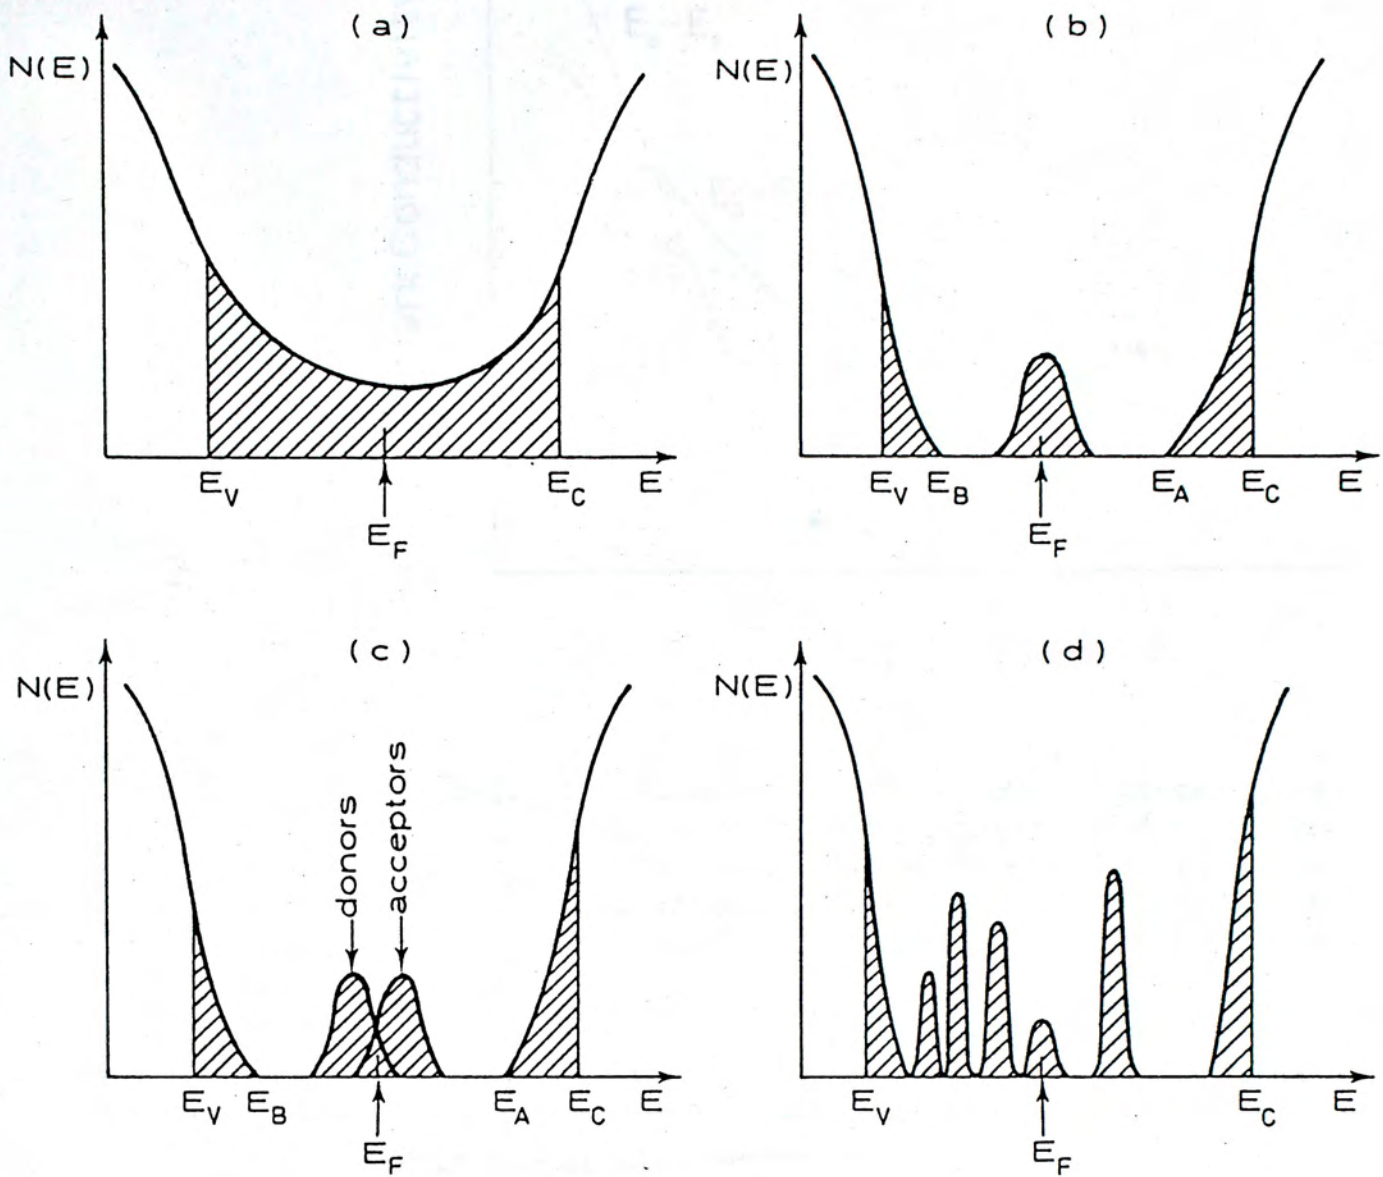 (a)
N(E)
E_V E_C E
E_F
(b)
N(E)
E_V E_B E_A E_C E
E_F
(c)
N(E)
donors
acceptors
E_V E_B E_A E_C E
E_F
(d)
N(E)
E_V E_C E
E_F